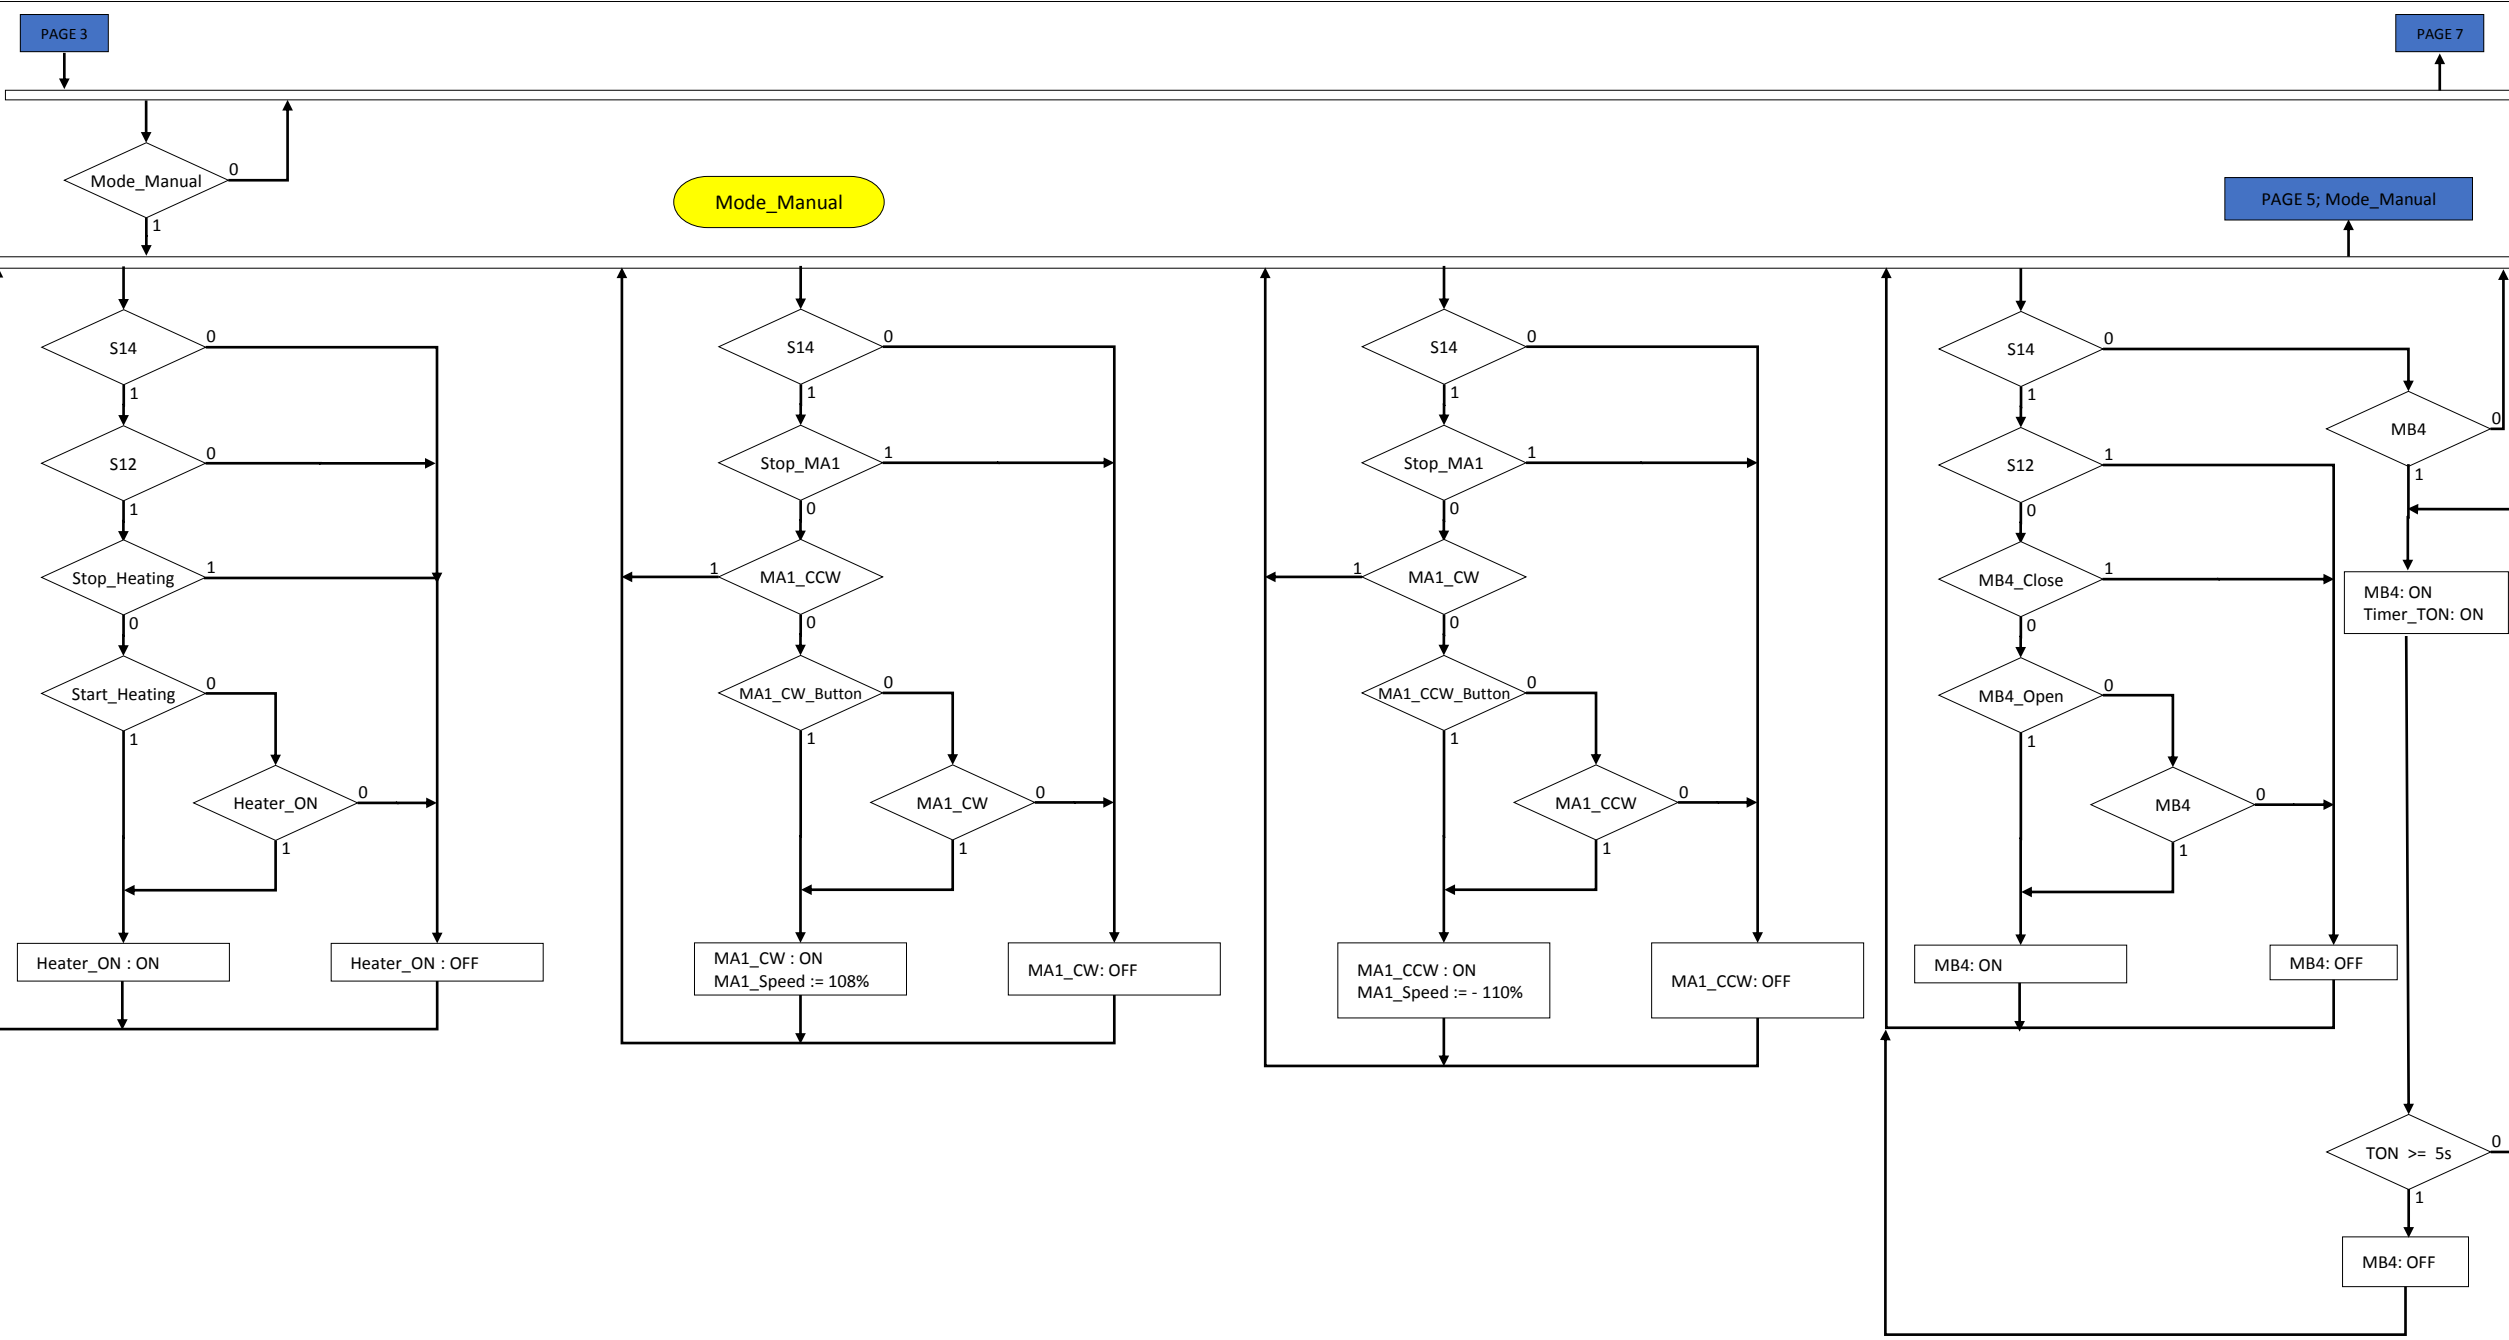 PAGE 3
PAGE 7
Mode_Manual
0
1
Mode_Manual
PAGE 5; Mode_Manual
S14
0
1
S12
0
1
Stop_Heating
1
0
Start_Heating
0
1
Heater_ON
0
1
Heater_ON : ON
Heater_ON : OFF
S14
0
1
Stop_MA1
1
0
MA1_CCW
1
0
MA1_CW_Button
0
1
MA1_CW
0
1
MA1_CW : ON
MA1_Speed := 108%
MA1_CW: OFF
S14
0
1
Stop_MA1
1
0
MA1_CW
1
0
MA1_CCW_Button
0
1
MA1_CCW
0
1
MA1_CCW : ON
MA1_Speed := - 110%
MA1_CCW: OFF
S14
0
1
S12
1
0
MB4_Close
1
0
MB4_Open
0
1
MB4
0
1
MB4: ON
MB4: OFF
MB4
0
1
MB4: ON
Timer_TON: ON
TON >= 5s
0
1
MB4: OFF